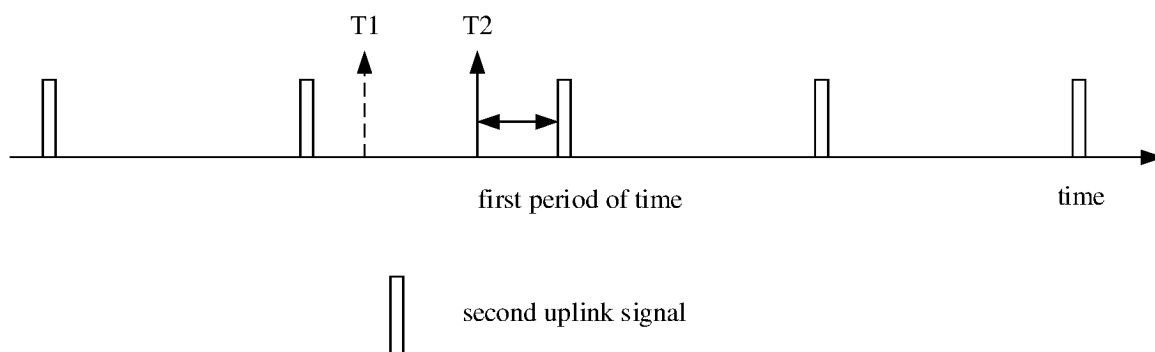 T1
T2
first period of time
time
second uplink signal